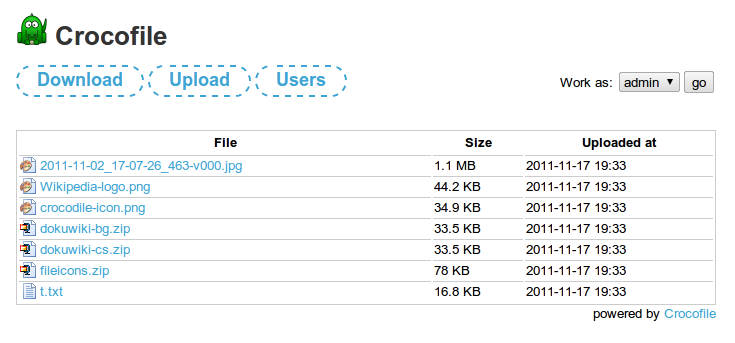 Crocofile
Download Upload Users Work as: admin go
File Size Uploaded at
2011-11-02_17-07-26_463-v000.jpg 1.1 MB 2011-11-17 19:33
Wikipedia-logo.png 44.2 KB 2011-11-17 19:33
crocodile-icon.png 34.9 KB 2011-11-17 19:33
dokuwiki-bg.zip 33.5 KB 2011-11-17 19:33
dokuwiki-cs.zip 33.5 KB 2011-11-17 19:33
fileicons.zip 78 KB 2011-11-17 19:33
t.txt 16.8 KB 2011-11-17 19:33
powered by Crocofile